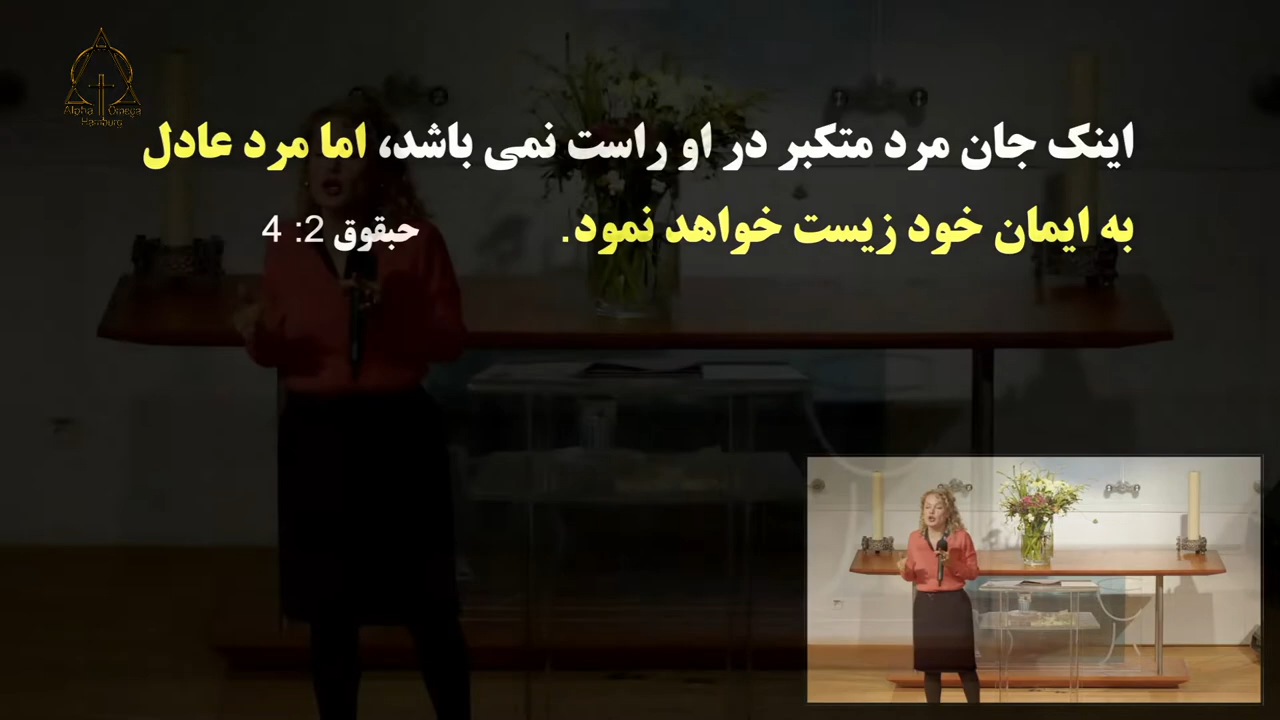 Alpha Omega
Hamburg
اینک جان مرد متکبر در او راست نمی باشد، اما مرد عادل
به ایمان خود زیست خواهد نمود. حبقوق 2: 4